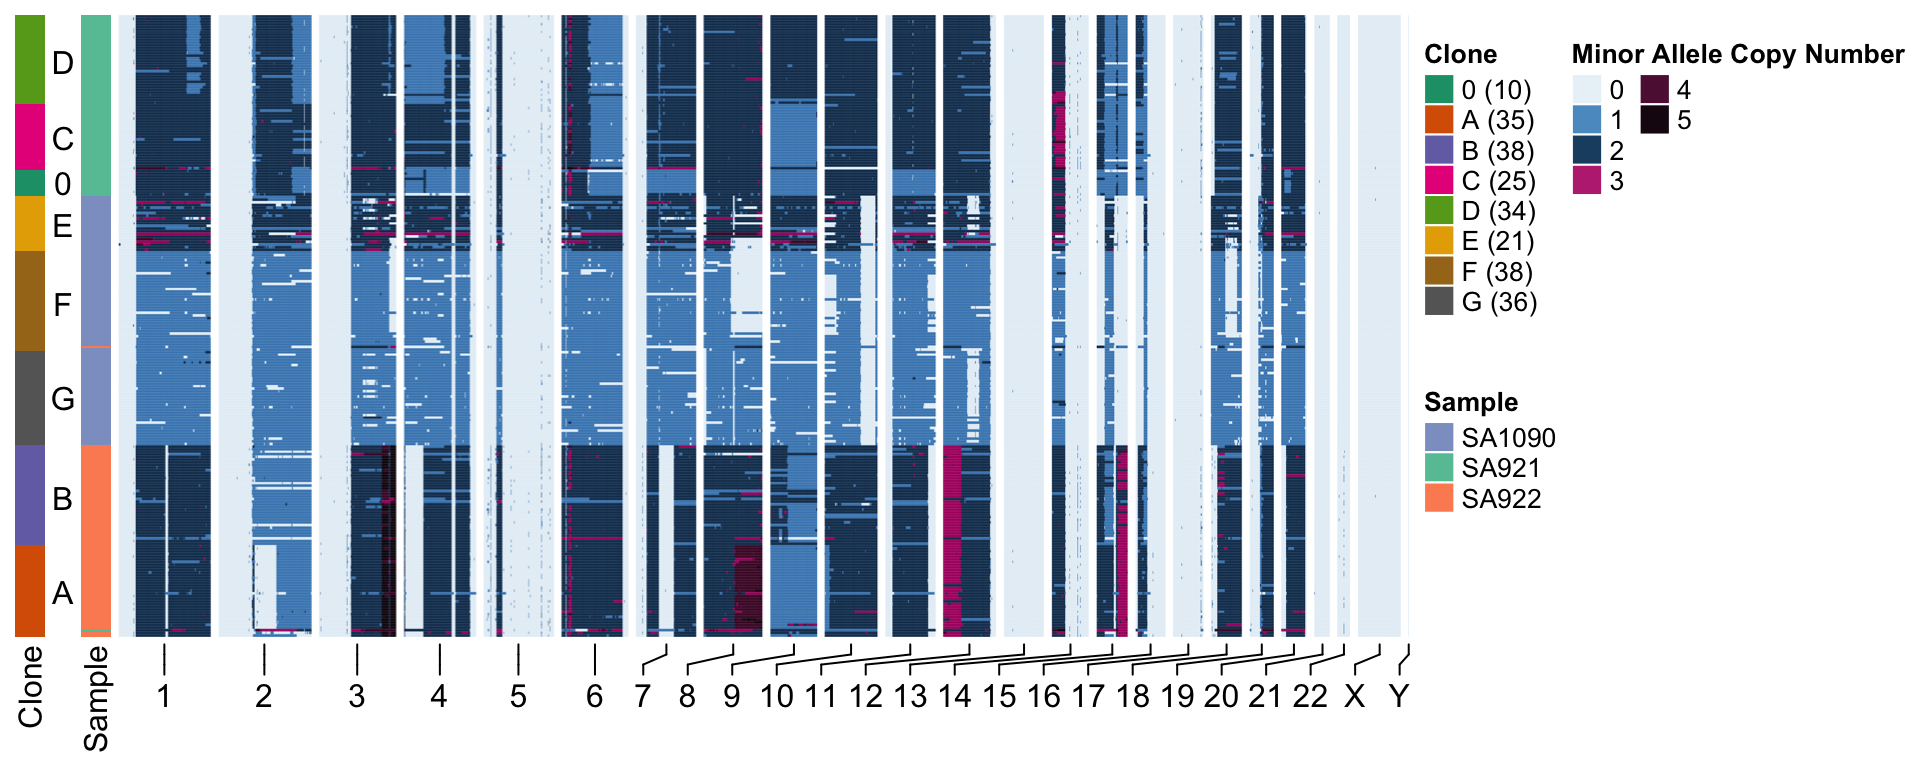 D
C
0
E
F
G
B
A
Clone
Sample
1 2 3 4 5 6 7 8 9 10 11 12 13 14 15 16 17 18 19 20 21 22 X Y
Clone
0 (10)
A (35)
B (38)
C (25)
D (34)
E (21)
F (38)
G (36)
Minor Allele Copy Number
0
1
2
3
4
5
Sample
SA1090
SA921
SA922